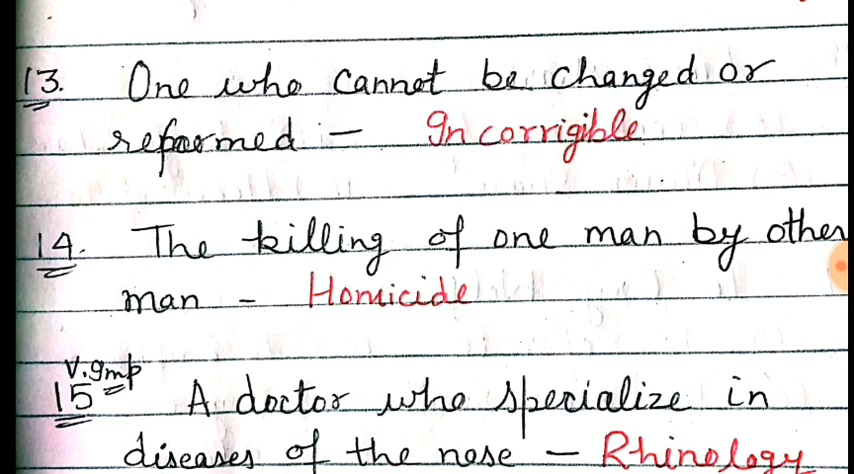 13. One who cannot be changed or
reformed - Incorrigible
14. The killing of one man by other
man - Homicide
V.Imp
15 A doctor who specialize in
diseases of the nose - Rhinology